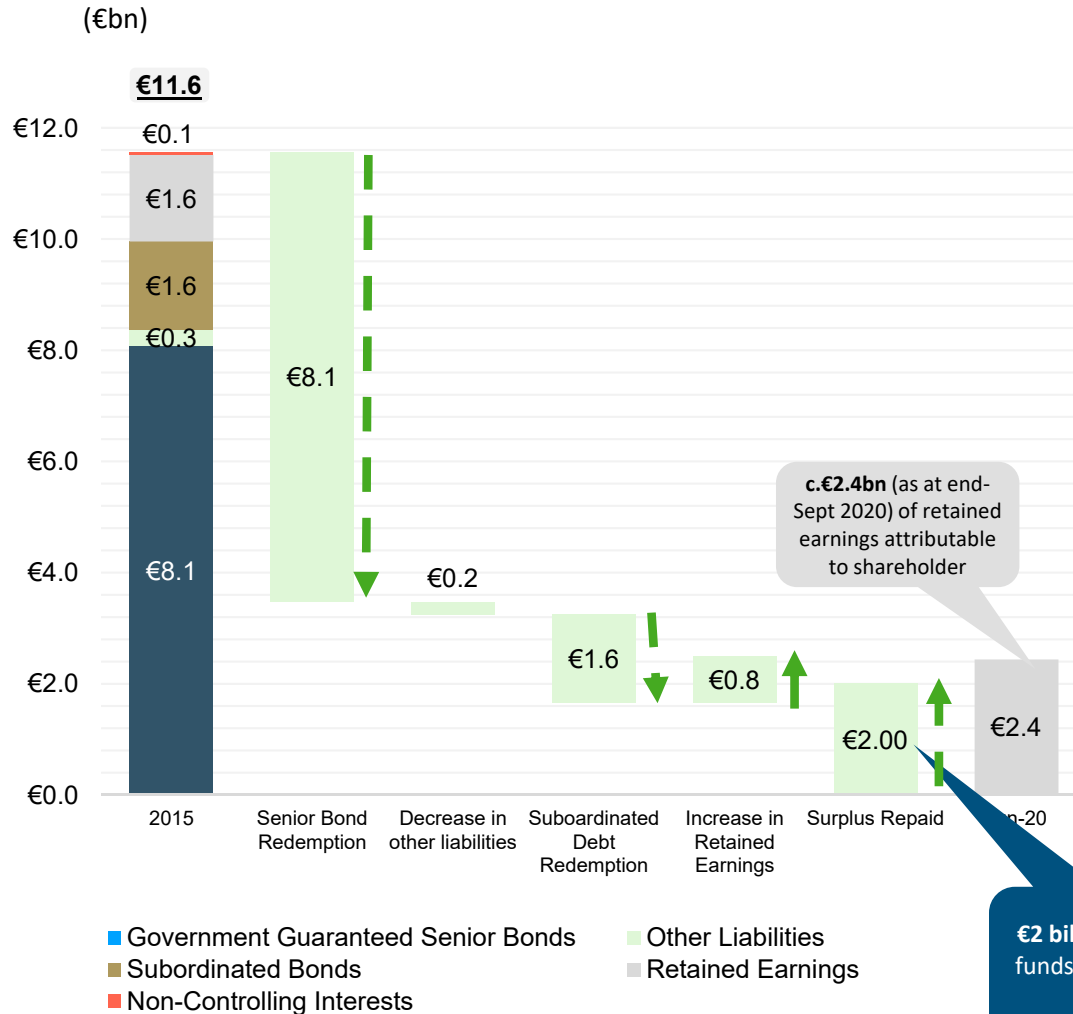 (€bn)
€11.6
€12.0
€10.0
€8.0
€6.0
€4.0
€2.0
€0.0
€0.1
€1.6
€1.6
€0.3
€8.1
€8.1
€0.2
€1.6
€0.8
€2.00
€2.4
c.€2.4bn (as at end-
Sept 2020) of retained
earnings attributable
to shareholder
2015
Senior Bond
Redemption
Decrease in
other liabilities
Suboardinated
Debt
Redemption
Increase in
Retained
Earnings
Surplus Repaid
n-20
€2 bil
funds
Government Guaranteed Senior Bonds
Other Liabilities
Subordinated Bonds
Retained Earnings
Non-Controlling Interests